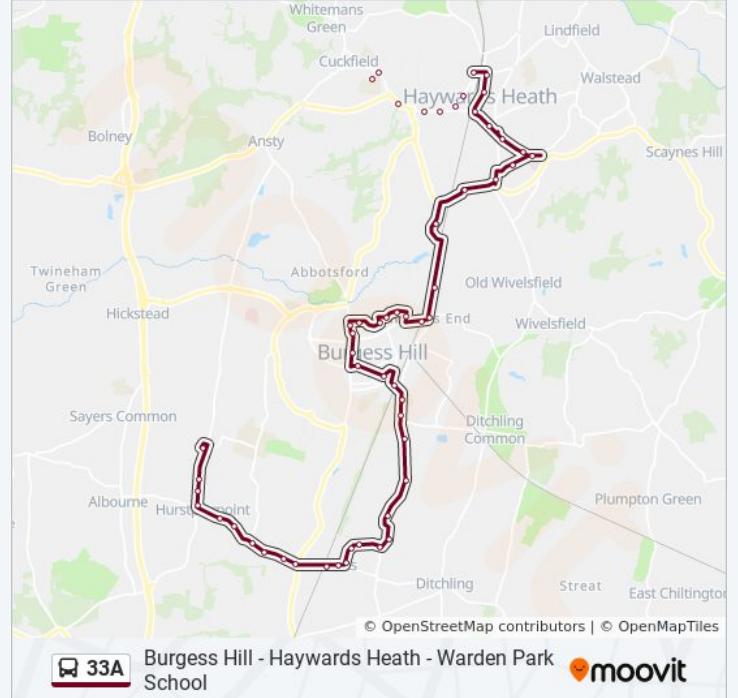 Whitemans
Green
Lindfield
Cuckfield
Walstead
Haywards Heath
Bolney
Ansty
Scaynes Hill
Twineham
Green
Abbotsford
Old Wivelsfield
Hickstead
s End
Wivelsfield
Burgess Hill
Sayers Common
Ditchling
Common
Albourne
Hurstpierpoint
Plumpton Green
Ditchling
Streat
East Chiltington
© OpenStreetMap contributors | © OpenMapTiles
33A
Burgess Hill - Haywards Heath - Warden Park
School
moovit